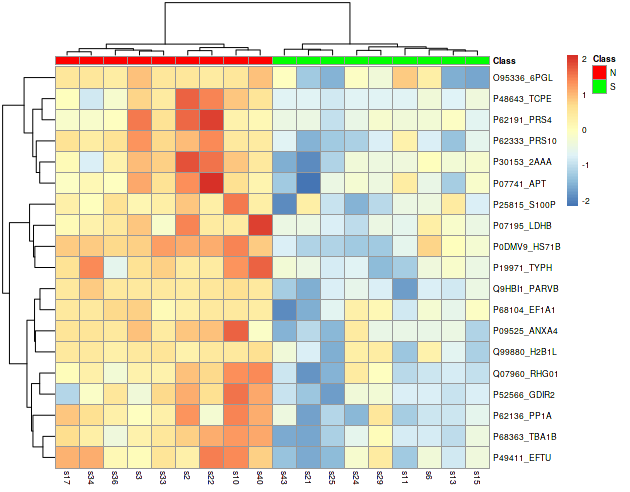 Class
O95336_6PGL
P48643_TCPE
P62191_PRS4
P62333_PRS10
P30153_2AAA
P07741_APT
P25815_S100P
P07195_LDHB
P0DMV9_HS71B
P19971_TYPH
Q9HBI1_PARVB
P68104_EF1A1
P09525_ANXA4
Q99880_H2B1L
Q07960_RHG01
P52566_GDIR2
P62136_PP1A
P68363_TBA1B
P49411_EFTU
s17 s34 s36 s3 s33 s2 s22 s10 s40 s43 s21 s25 s24 s29 s11 s6 s13 s15
2
1
0
-1
-2
Class
N
S